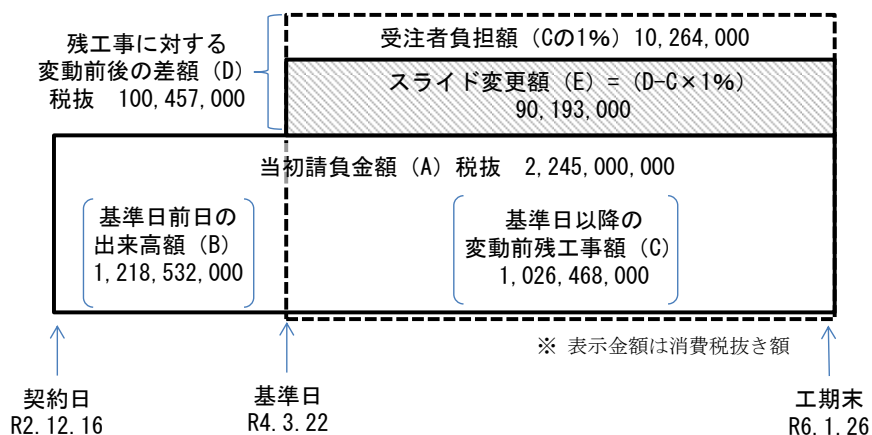 残工事に対する
変動前後の差額（D）
税抜　100,457,000
受注者負担額（Cの1%）10,264,000
スライド変更額（E）＝（D-C×1%）
90,193,000
当初請負金額（A）税抜　2,245,000,000
基準日前日の
出来高額（B）
1,218,532,000
基準日以降の
変動前残工事額（C）
1,026,468,000
※ 表示金額は消費税抜き額
契約日
R2.12.16
基準日
R4.3.22
工期末
R6.1.26